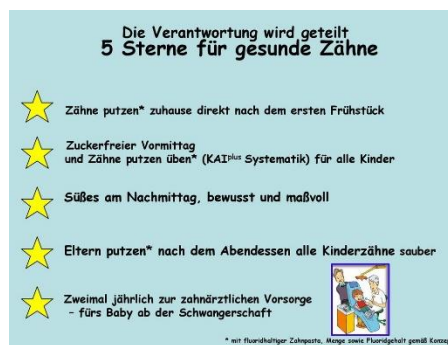 Die Verantwortung wird geteilt
5 Sterne für gesunde Zähne
Zähne putzen* zuhause direkt nach dem ersten Frühstück
Zuckerfreier Vormittag
und Zähne putzen üben* (KAIplus Systematik) für alle Kinder
Süßes am Nachmittag, bewusst und maßvoll
Eltern putzen* nach dem Abendessen alle Kinderzähne sauber
Zweimal jährlich zur zahnärztlichen Vorsorge
- fürs Baby ab der Schwangerschaft
* mit fluoridhaltiger Zahnpasta, Menge sowie Fluoridgehalt gemäß Konzep